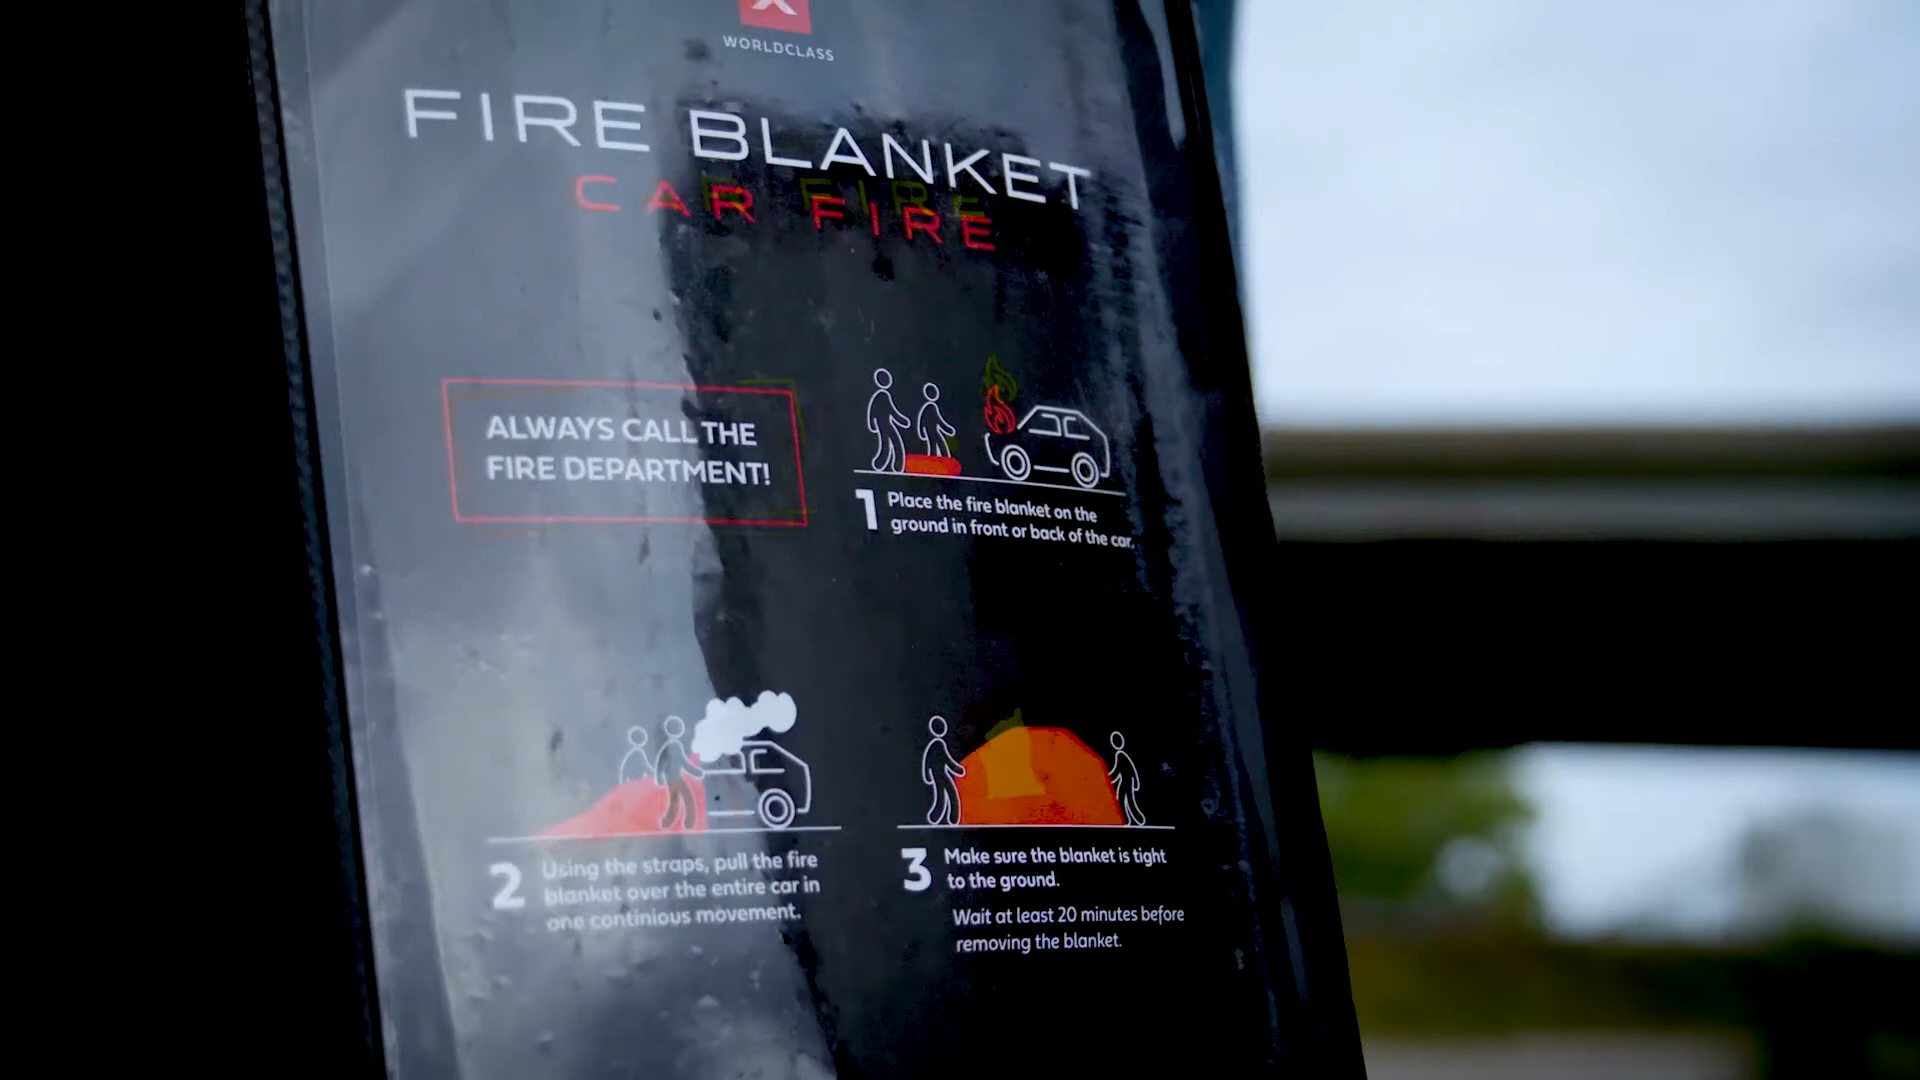 WORLDCLASS
FIRE BLANKET
CAR FIRE
ALWAYS CALL THE
FIRE DEPARTMENT!
1 Place the fire blanket on the
ground in front or back of the car.
2 Using the straps, pull the fire
blanket over the entire car in
one continious movement.
3 Make sure the blanket is tight
to the ground.
Wait at least 20 minutes before
removing the blanket.